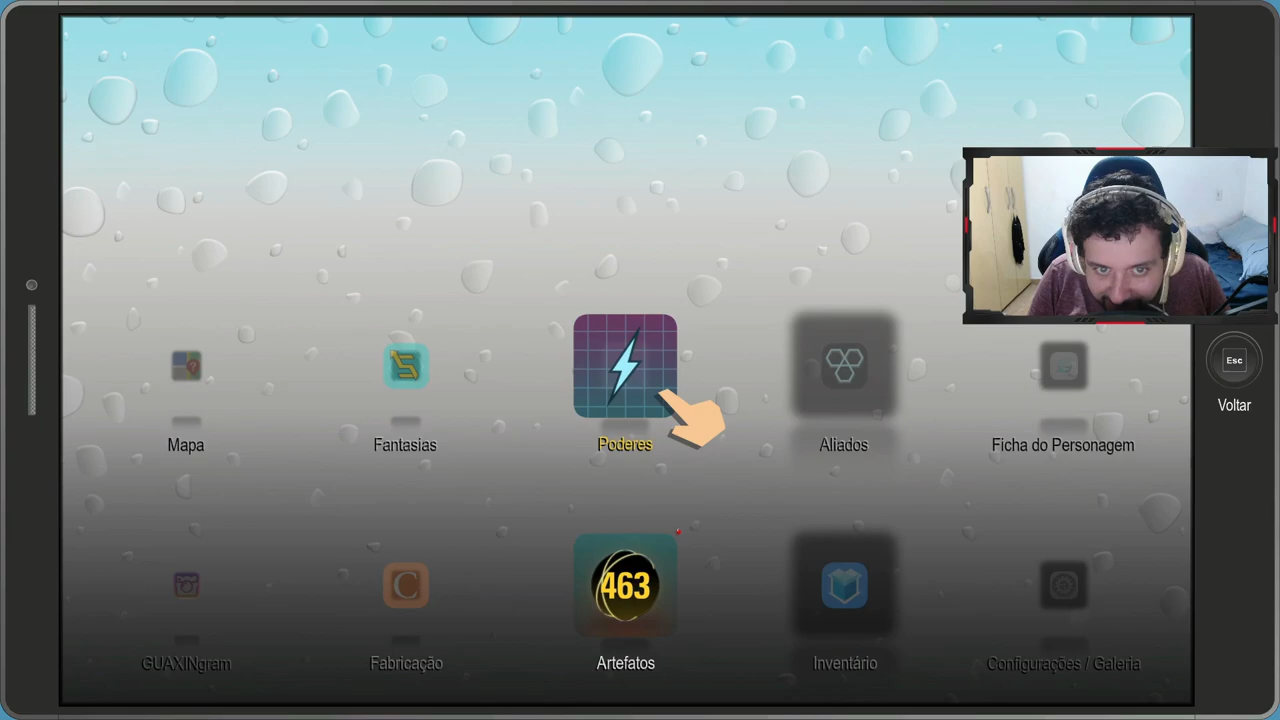 Esc
Voltar
Mapa
Fantasias
Poderes
Aliados
Ficha do Personagem
C
463
GUAXINgram
Fabricação
Artefatos
Inventário
Configurações / Galeria